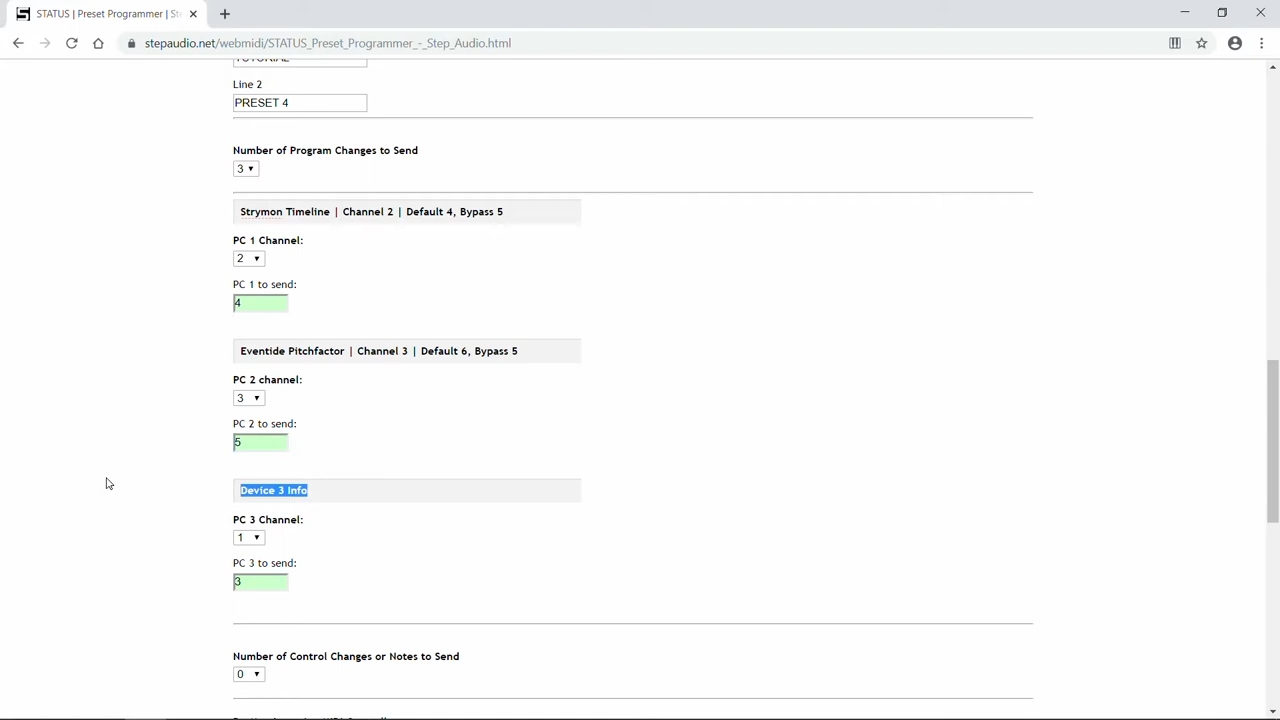 STATUS | Preset Programmer | St
stepaudio.net/webmidi/STATUS_Preset_Programmer_-_Step_Audio.html
TUTORIAL
Line 2
PRESET 4
Number of Program Changes to Send
3
Strymon Timeline | Channel 2 | Default 4, Bypass 5
PC 1 Channel:
2
PC 1 to send:
4
Eventide Pitchfactor | Channel 3 | Default 6, Bypass 5
PC 2 channel:
3
PC 2 to send:
5
Device 3 Info
PC 3 Channel:
1
PC 3 to send:
3
Number of Control Changes or Notes to Send
0